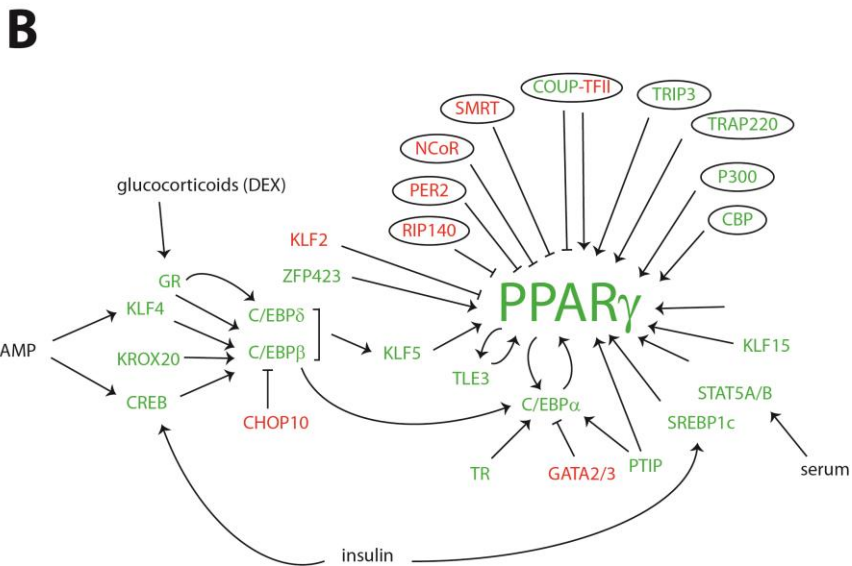 B
COUP-TFII
TRIP3
SMRT
TRAP220
NCoR
P300
glucocorticoids (DEX)
PER2
CBP
RIP140
KLF2
ZFP423
GR
PPARγ
KLF4
C/EBPδ
AMP
KROX20
C/EBPβ
KLF5
KLF15
TLE3
STAT5A/B
CREB
C/EBPα
SREBP1c
CHOP10
TR
GATA2/3
PTIP
serum
insulin